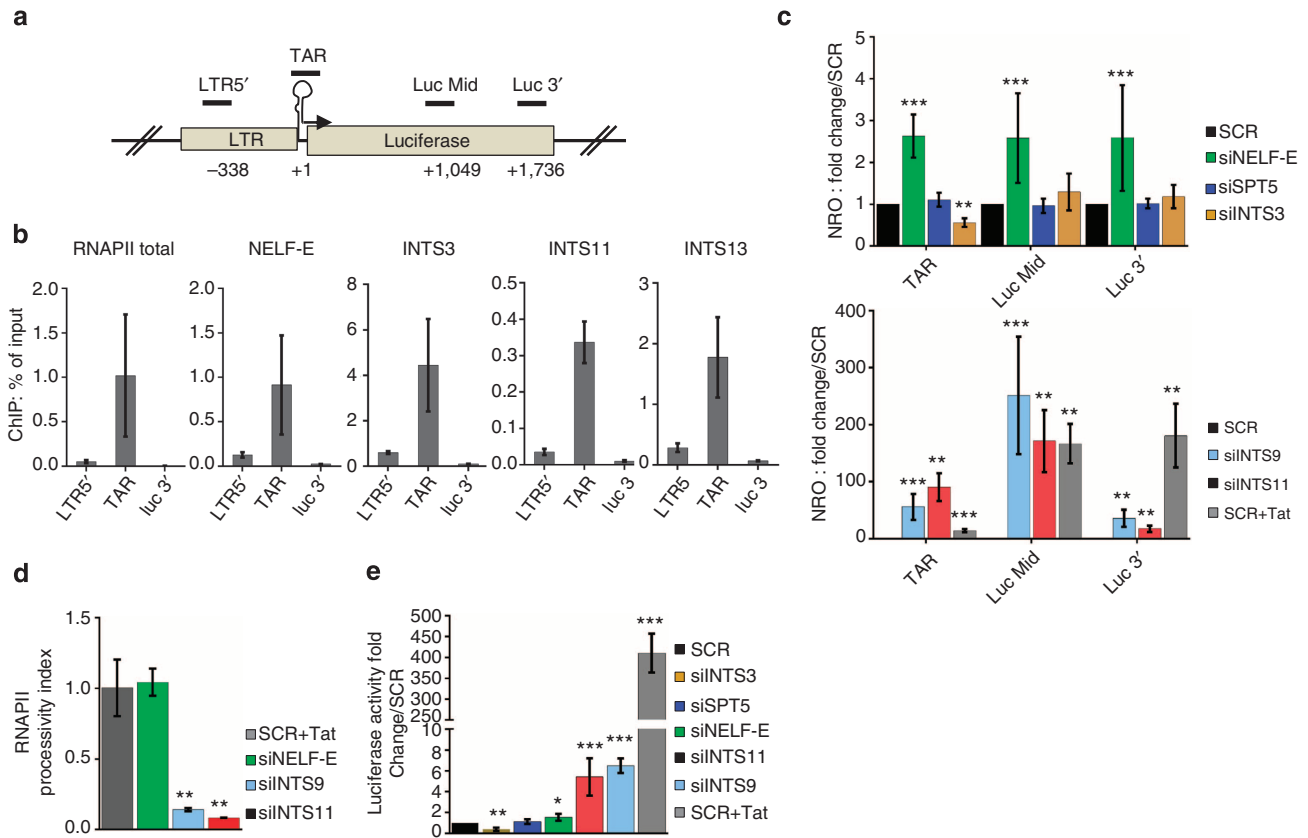 a
TAR
LTR5′
Luc Mid
Luc 3′
LTR
Luciferase
–338
+1
+1,049
+1,736
b
RNAPII total
NELF-E
INTS3
INTS11
INTS13
ChIP: % of input
2.0
1.5
1.0
0.5
0.0
2.0
1.5
1.0
0.5
0.0
8
6
4
2
0
0.4
0.3
0.2
0.1
0.0
3
2
1
0
LTR5′
TAR
luc 3′
LTR5′
TAR
luc 3′
LTR5′
TAR
luc 3′
LTR5′
TAR
luc 3′
LTR5
TAR
luc 3′
c
NRO : fold change/SCR
5
4
3
2
1
0
***
**
***
***
TAR
Luc Mid
Luc 3′
SCR
siNELF-E
siSPT5
siINTS3
NRO : fold change/SCR
400
300
200
100
0
***
**
***
***
**
**
**
**
**
TAR
Luc Mid
Luc 3′
SCR
siINTS9
siINTS11
SCR+Tat
d
RNAPII
processivity index
1.5
1.0
0.5
0.0
**
**
SCR+Tat
siNELF-E
siINTS9
siINTS11
e
Luciferase activity fold
Change/SCR
500
450
400
350
300
250
10
8
6
4
2
0
**
*
***
***
***
SCR
siINTS3
siSPT5
siNELF-E
siINTS11
siINTS9
SCR+Tat